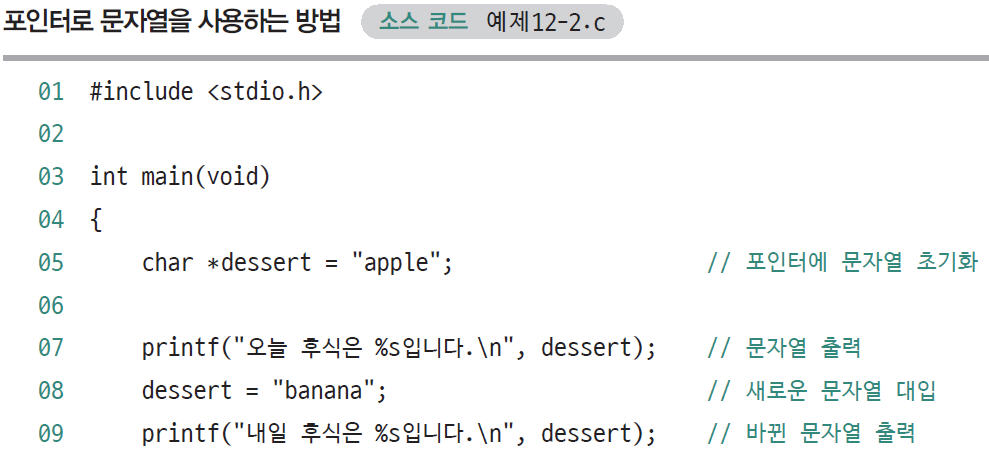 포인터로 문자열을 사용하는 방법 소스 코드 예제12-2.c
01 #include <stdio.h>
02
03 int main(void)
04 {
05     char *dessert = "apple";                    // 포인터에 문자열 초기화
06
07     printf("오늘 후식은 %s입니다.\n", dessert);    // 문자열 출력
08     dessert = "banana";                         // 새로운 문자열 대입
09     printf("내일 후식은 %s입니다.\n", dessert);    // 바뀐 문자열 출력